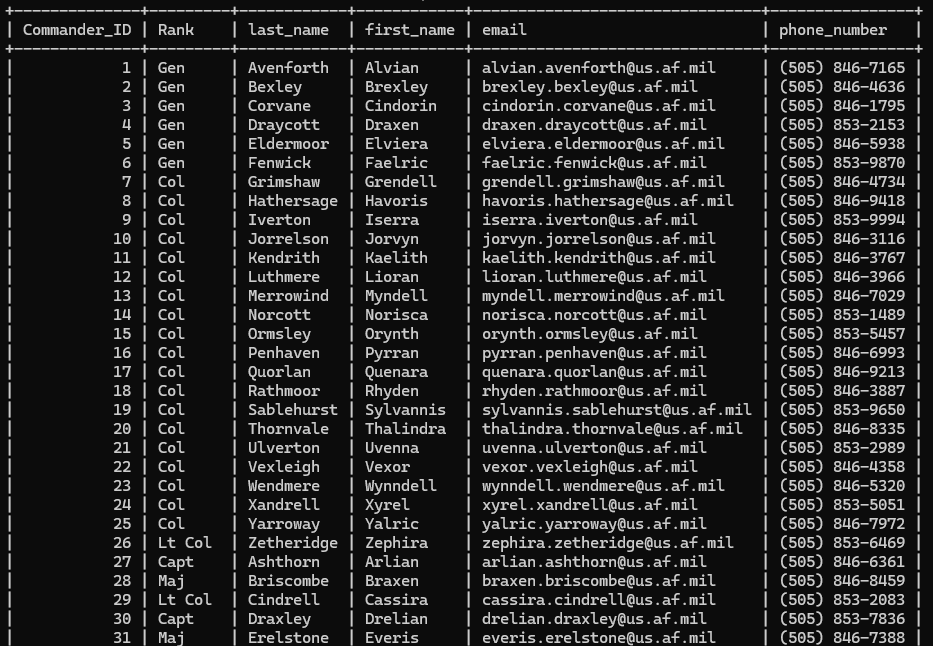 Commander_ID | Rank | last_name | first_name | email | phone_number
1 | Gen | Avenforth | Alvian | alvian.avenforth@us.af.mil | (505) 846-7165
2 | Gen | Bexley | Brexley | brexley.bexley@us.af.mil | (505) 846-4636
3 | Gen | Corvane | Cindorin | cindorin.corvane@us.af.mil | (505) 846-1795
4 | Gen | Draycott | Draxen | draxen.draycott@us.af.mil | (505) 853-2153
5 | Gen | Eldermoor | Elviera | elviera.eldermoor@us.af.mil | (505) 846-5938
6 | Gen | Fenwick | Faelric | faelric.fenwick@us.af.mil | (505) 853-9870
7 | Col | Grimshaw | Grendell | grendell.grimshaw@us.af.mil | (505) 846-4734
8 | Col | Hathersage | Havoris | havoris.hathersage@us.af.mil | (505) 846-9418
9 | Col | Iverton | Iserra | iserra.iverton@us.af.mil | (505) 853-9994
10 | Col | Jorrelson | Jorvyn | jorvyn.jorrelson@us.af.mil | (505) 846-3116
11 | Col | Kendrith | Kaelith | kaelith.kendrith@us.af.mil | (505) 846-3767
12 | Col | Luthmere | Lioran | lioran.luthmere@us.af.mil | (505) 846-3966
13 | Col | Merrowind | Myndell | myndell.merrowind@us.af.mil | (505) 846-7029
14 | Col | Norcott | Norisca | norisca.norcott@us.af.mil | (505) 853-1489
15 | Col | Ormsley | Orynth | orynth.ormsley@us.af.mil | (505) 853-5457
16 | Col | Penhaven | Pyrran | pyrran.penhaven@us.af.mil | (505) 846-6993
17 | Col | Quorlan | Quenara | quenara.quorlan@us.af.mil | (505) 846-9213
18 | Col | Rathmoor | Rhyden | rhyden.rathmoor@us.af.mil | (505) 846-3887
19 | Col | Sablehurst | Sylvannis | sylvannis.sablehurst@us.af.mil | (505) 853-9650
20 | Col | Thornvale | Thalindra | thalindra.thornvale@us.af.mil | (505) 846-8335
21 | Col | Ulverton | Uvenna | uvenna.ulverton@us.af.mil | (505) 853-2989
22 | Col | Vexleigh | Vexor | vexor.vexleigh@us.af.mil | (505) 846-4358
23 | Col | Wendmere | Wynndell | wynndell.wendmere@us.af.mil | (505) 846-5320
24 | Col | Xandrell | Xyrel | xyrel.xandrell@us.af.mil | (505) 853-5051
25 | Col | Yarroway | Yalric | yalric.yarroway@us.af.mil | (505) 846-7972
26 | Lt Col | Zetheridge | Zephira | zephira.zetheridge@us.af.mil | (505) 853-6469
27 | Capt | Ashthorn | Arlian | arlian.ashthorn@us.af.mil | (505) 846-6361
28 | Maj | Briscombe | Braxen | braxen.briscombe@us.af.mil | (505) 846-8459
29 | Lt Col | Cindrell | Cassira | cassira.cindrell@us.af.mil | (505) 853-2083
30 | Capt | Draxley | Drelian | drelian.draxley@us.af.mil | (505) 853-7836
31 | Maj | Erelstone | Everis | everis.erelstone@us.af.mil | (505) 846-7388